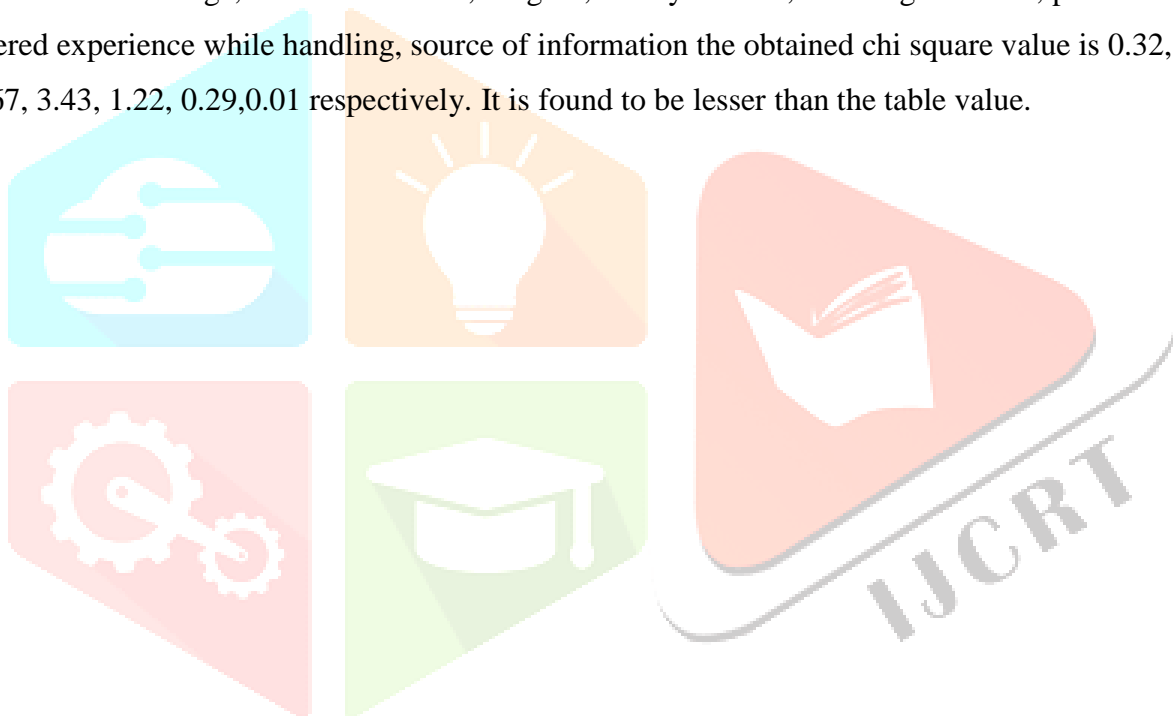 ered experience while handling, source of information the obtained chi square value is 0.32,
67, 3.43, 1.22, 0.29,0.01 respectively. It is found to be lesser than the table value.
IJCRT